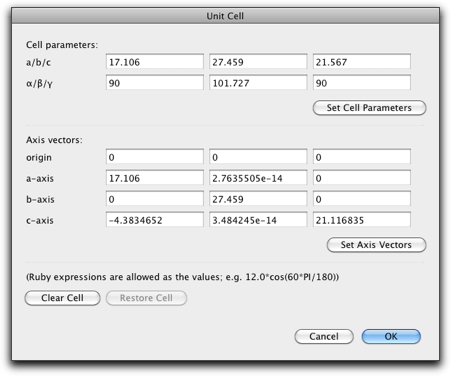 Unit Cell
Cell parameters:
a/b/c 17.106 27.459 21.567
α/β/γ 90 101.727 90
Set Cell Parameters
Axis vectors:
origin 0 0 0
a-axis 17.106 2.7635505e-14 0
b-axis 0 27.459 0
c-axis -4.3834652 3.484245e-14 21.116835
Set Axis Vectors
(Ruby expressions are allowed as the values; e.g. 12.0*cos(60*PI/180))
Clear Cell Restore Cell
Cancel OK